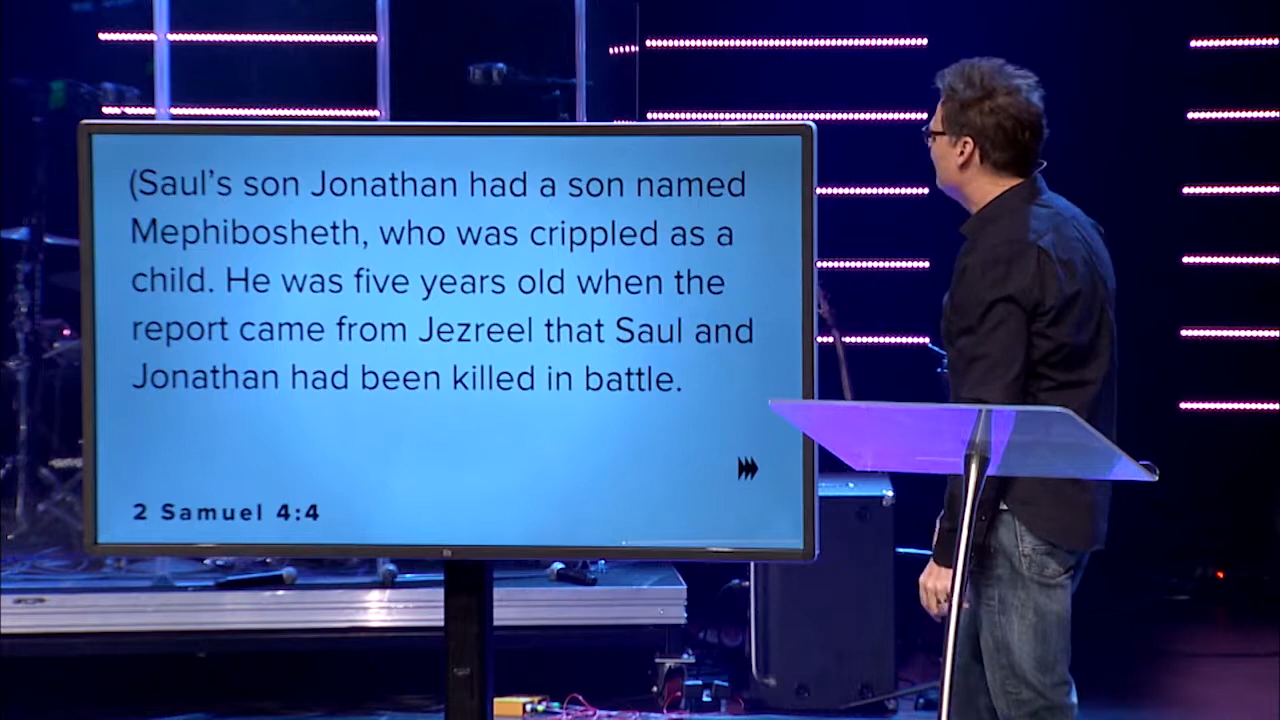 (Saul’s son Jonathan had a son named
Mephibosheth, who was crippled as a
child. He was five years old when the
report came from Jezreel that Saul and
Jonathan had been killed in battle.
2 Samuel 4:4